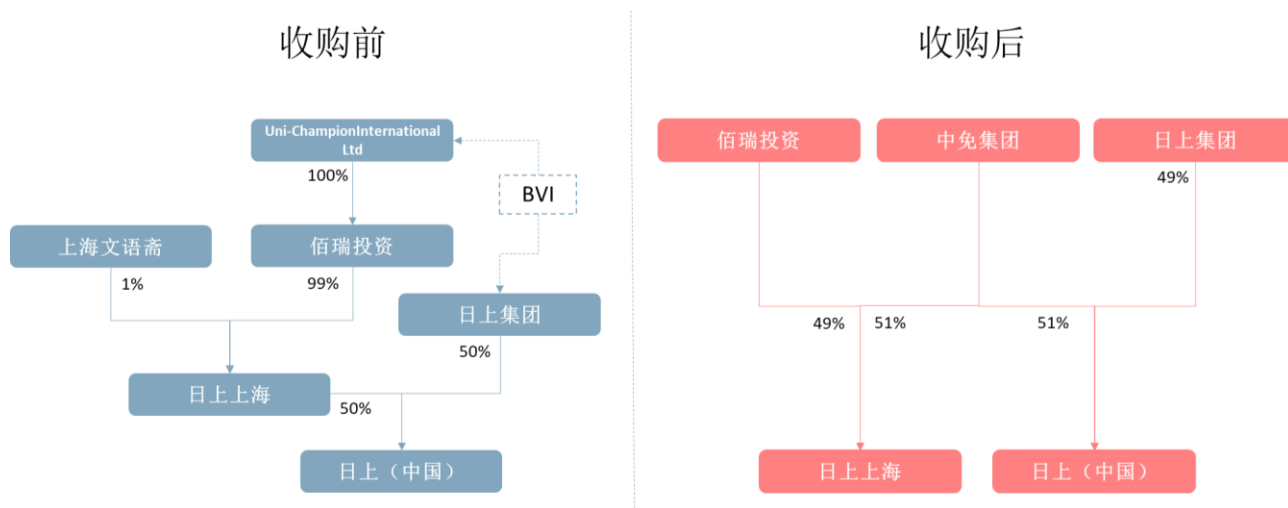 收购前
Uni-ChampionInternational
Ltd
100%
BVI
上海文语斋
佰瑞投资
1%
99%
日上集团
50%
日上上海
50%
日上（中国）
收购后
佰瑞投资
中免集团
日上集团
49%
49%
51%
51%
日上上海
日上（中国）